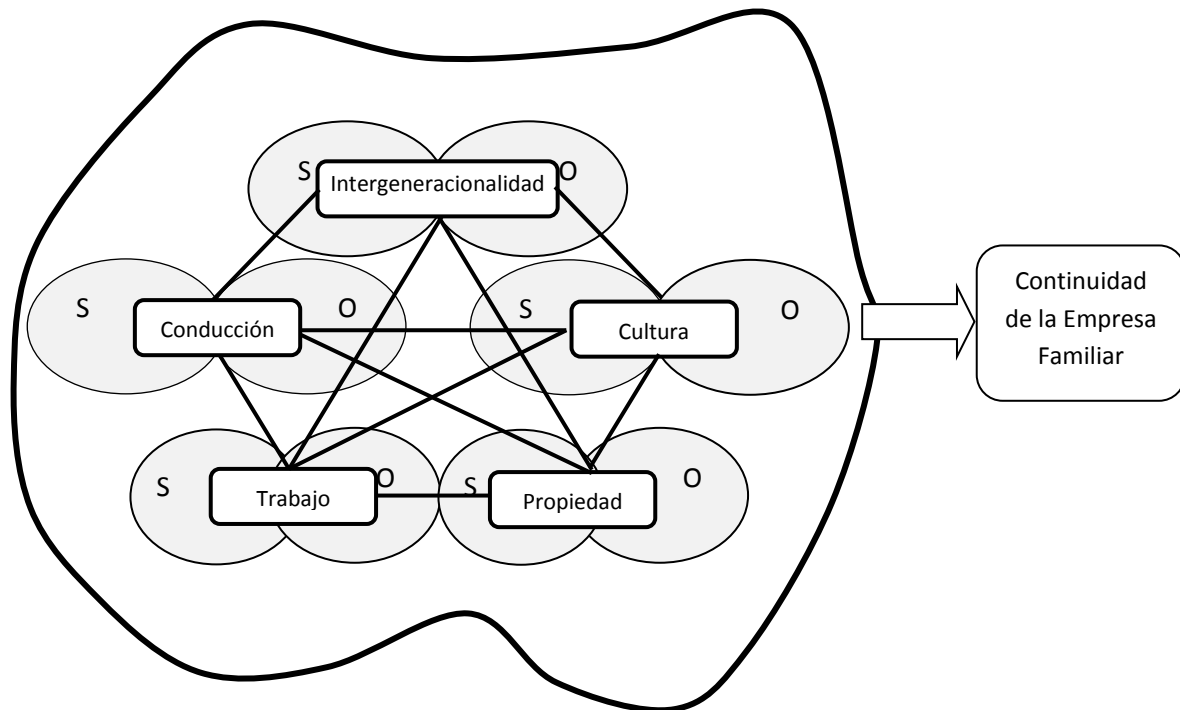 S
O
Intergeneracionalidad
Continuidad
de la Empresa
Familiar
S
O
S
O
Conducción
Cultura
S
O
S
O
Trabajo
Propiedad